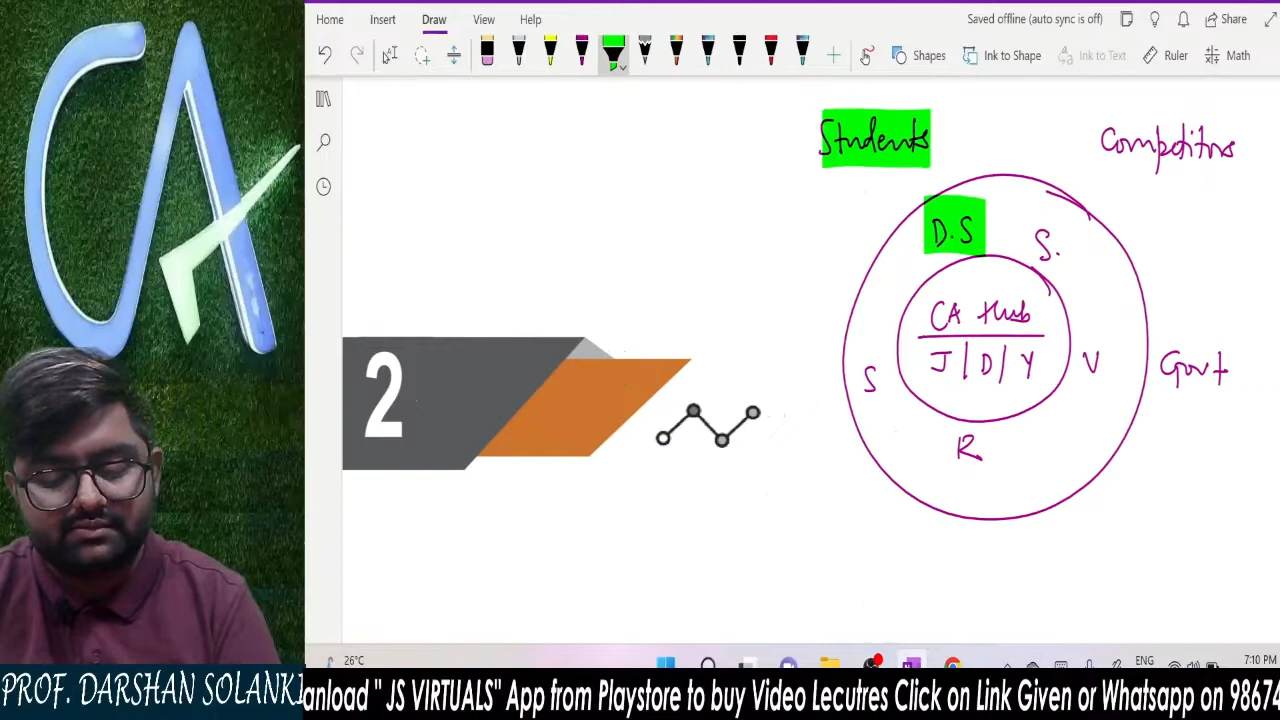 Home Insert Draw View Help Saved offline (auto sync is off) Share
Shapes Ink to Shape Ink to Text Ruler Math
CA
Students
Competitors
D.S
S.
CA Hub
J | D | Y
S
V
Govt
R
2
26°C
ENG
7:10 PM
PROF. DARSHAN SOLANKI
anload " JS VIRTUALS" App from Playstore to buy Video Lecutres Click on Link Given or Whatsapp on 98674